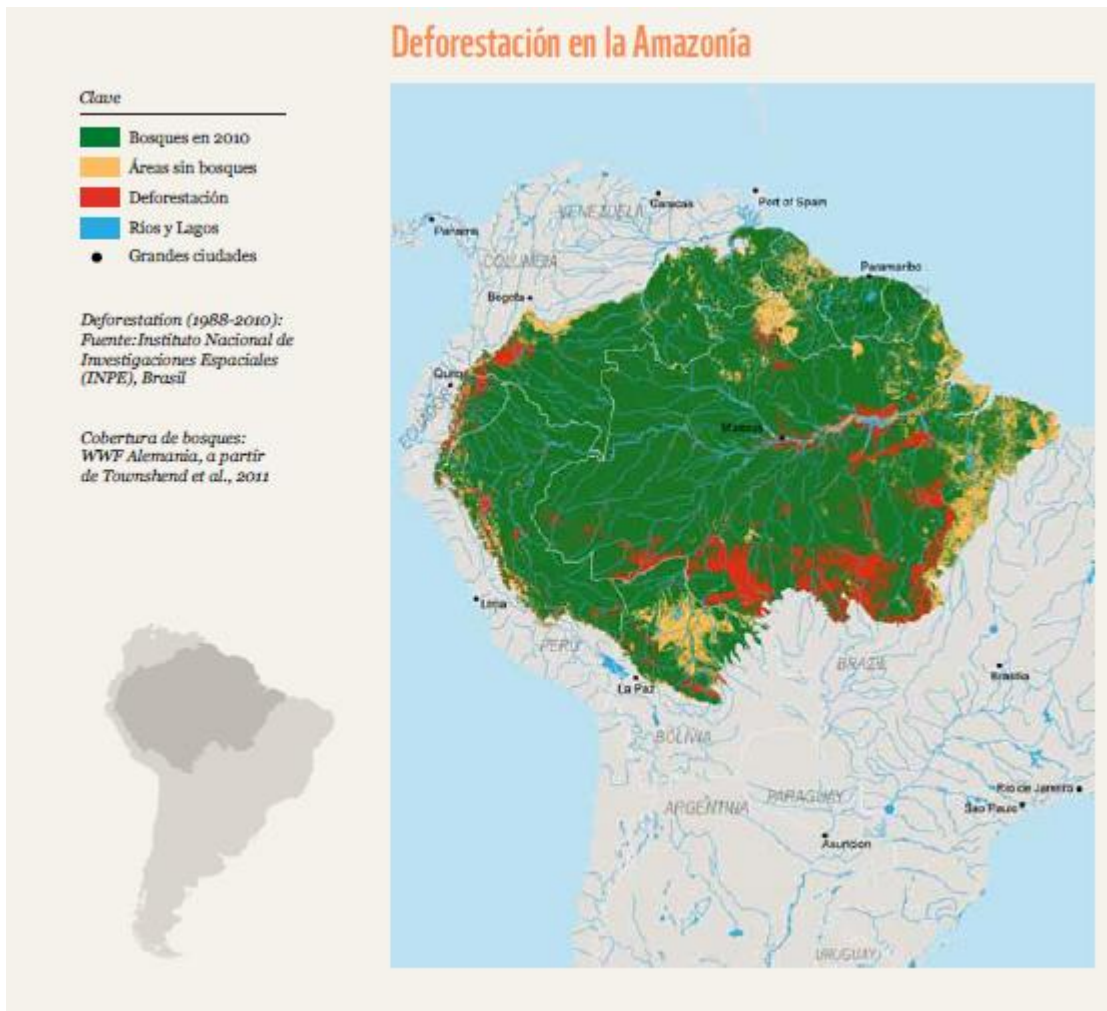 Deforestación en la Amazonía
Clave
Bosques en 2010
Áreas sin bosques
Deforestación
Ríos y Lagos
Grandes ciudades
Deforestation (1988-2010):
Fuente:Instituto Nacional de
Investigaciones Espaciales
(INPE), Brasil
Cobertura de bosques:
WWF Alemania, a partir
de Townshend et al., 2011
Caracas
Port of Spain
VENEZUELA
Panama
COLUMBIA
Paramaribo
Bogota
Quito
ECUADOR
Manaus
Lima
PERU
BRAZIL
Brasilia
La Paz
BOLIVIA
PARAGUAY
Rio de Janeiro
ARGENTINA
Sao Paulo
Asuncion
URUGUAY